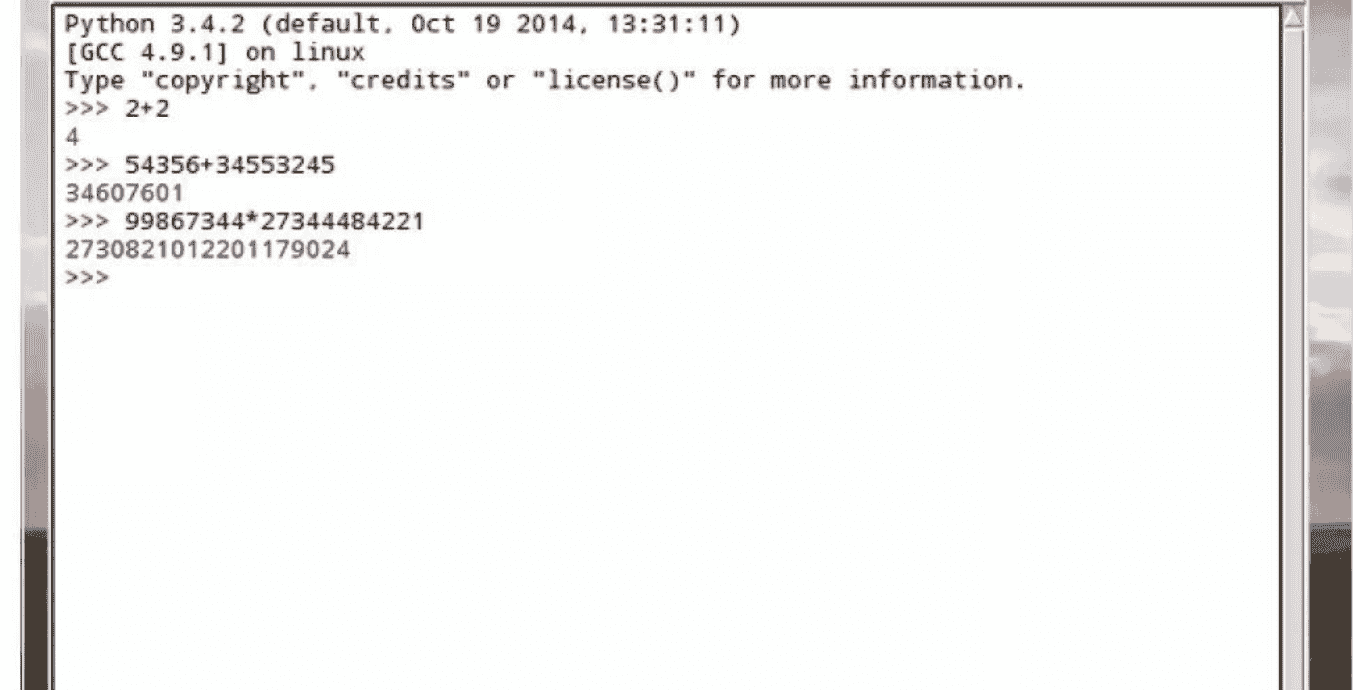 Python 3.4.2 (default, Oct 19 2014, 13:31:11)
[GCC 4.9.1] on linux
Type "copyright", "credits" or "license()" for more information.
>>> 2+2
4
>>> 54356+34553245
34607601
>>> 99867344*27344484221
2730821012201179024
>>>